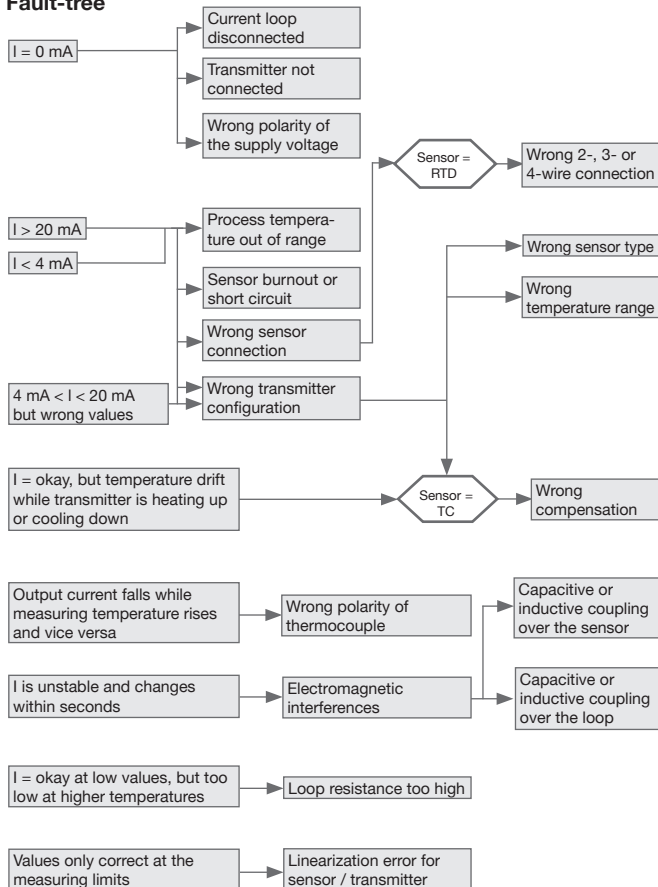 Fault-tree
I = 0 mA
Current loop
disconnected
Transmitter not
connected
Wrong polarity of
the supply voltage
Sensor =
RTD
Wrong 2-, 3- or
4-wire connection
I > 20 mA
I < 4 mA
Process tempera-
ture out of range
Sensor burnout or
short circuit
Wrong sensor
connection
Wrong transmitter
configuration
Wrong sensor type
Wrong
temperature range
4 mA < I < 20 mA
but wrong values
I = okay, but temperature drift
while transmitter is heating up
or cooling down
Sensor =
TC
Wrong
compensation
Output current falls while
measuring temperature rises
and vice versa
Wrong polarity of
thermocouple
Capacitive or
inductive coupling
over the sensor
I is unstable and changes
within seconds
Electromagnetic
interferences
Capacitive or
inductive coupling
over the loop
I = okay at low values, but too
low at higher temperatures
Loop resistance too high
Values only correct at the
measuring limits
Linearization error for
sensor / transmitter